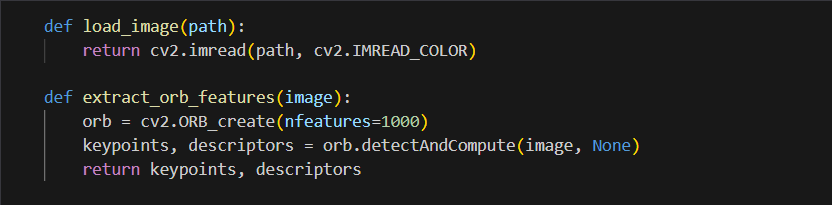 def load_image(path):
    return cv2.imread(path, cv2.IMREAD_COLOR)

def extract_orb_features(image):
    orb = cv2.ORB_create(nfeatures=1000)
    keypoints, descriptors = orb.detectAndCompute(image, None)
    return keypoints, descriptors